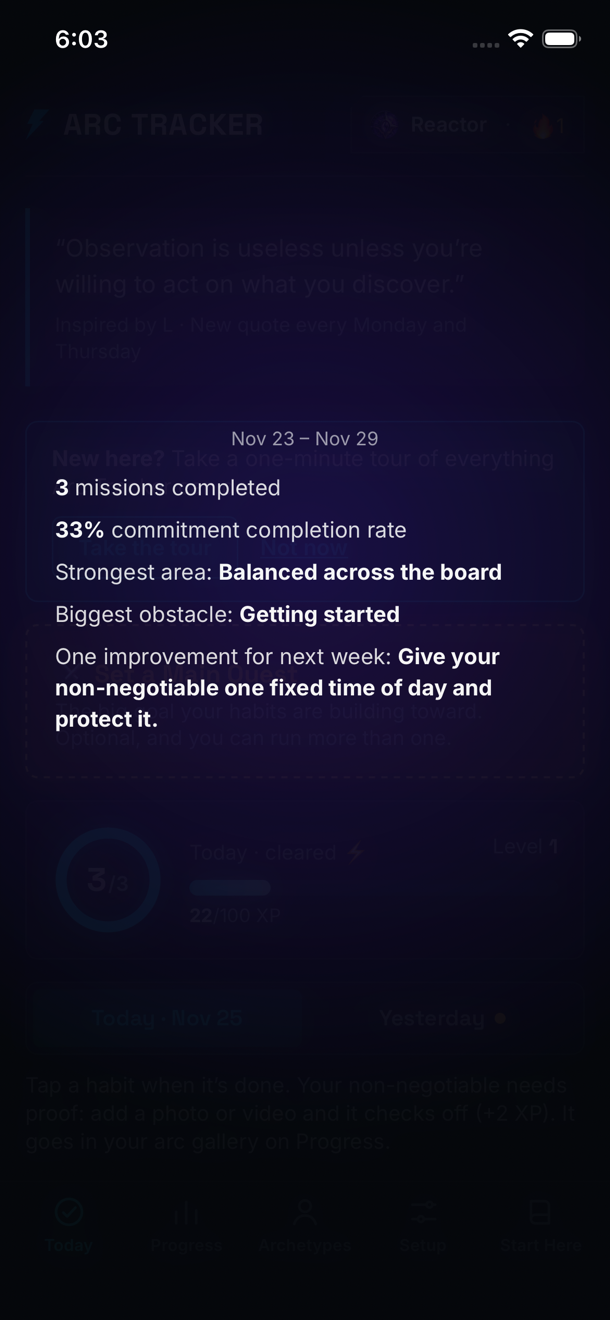 6:03
ARC TRACKER
Reactor · 1
"Observation is useless unless you're
willing to act on what you discover."
Inspired by L · New quote every Monday and
Thursday
Nov 23 – Nov 29
New here? Take a one-minute tour of everything
3 missions completed
33% commitment completion rate
Take the tour Not now
Strongest area: Balanced across the board
Biggest obstacle: Getting started
One improvement for next week: Give your
non-negotiable one fixed time of day and
protect it.
goal your habits are building toward.
Optional, and you can run more than one.
Today · cleared
Level 1
3/3
22/100 XP
Today · Nov 25
Yesterday
Tap a habit when it's done. Your non-negotiable needs
proof: add a photo or video and it checks off (+2 XP). It
goes in your arc gallery on Progress.
Today
Progress
Archetypes
Setup
Start Here